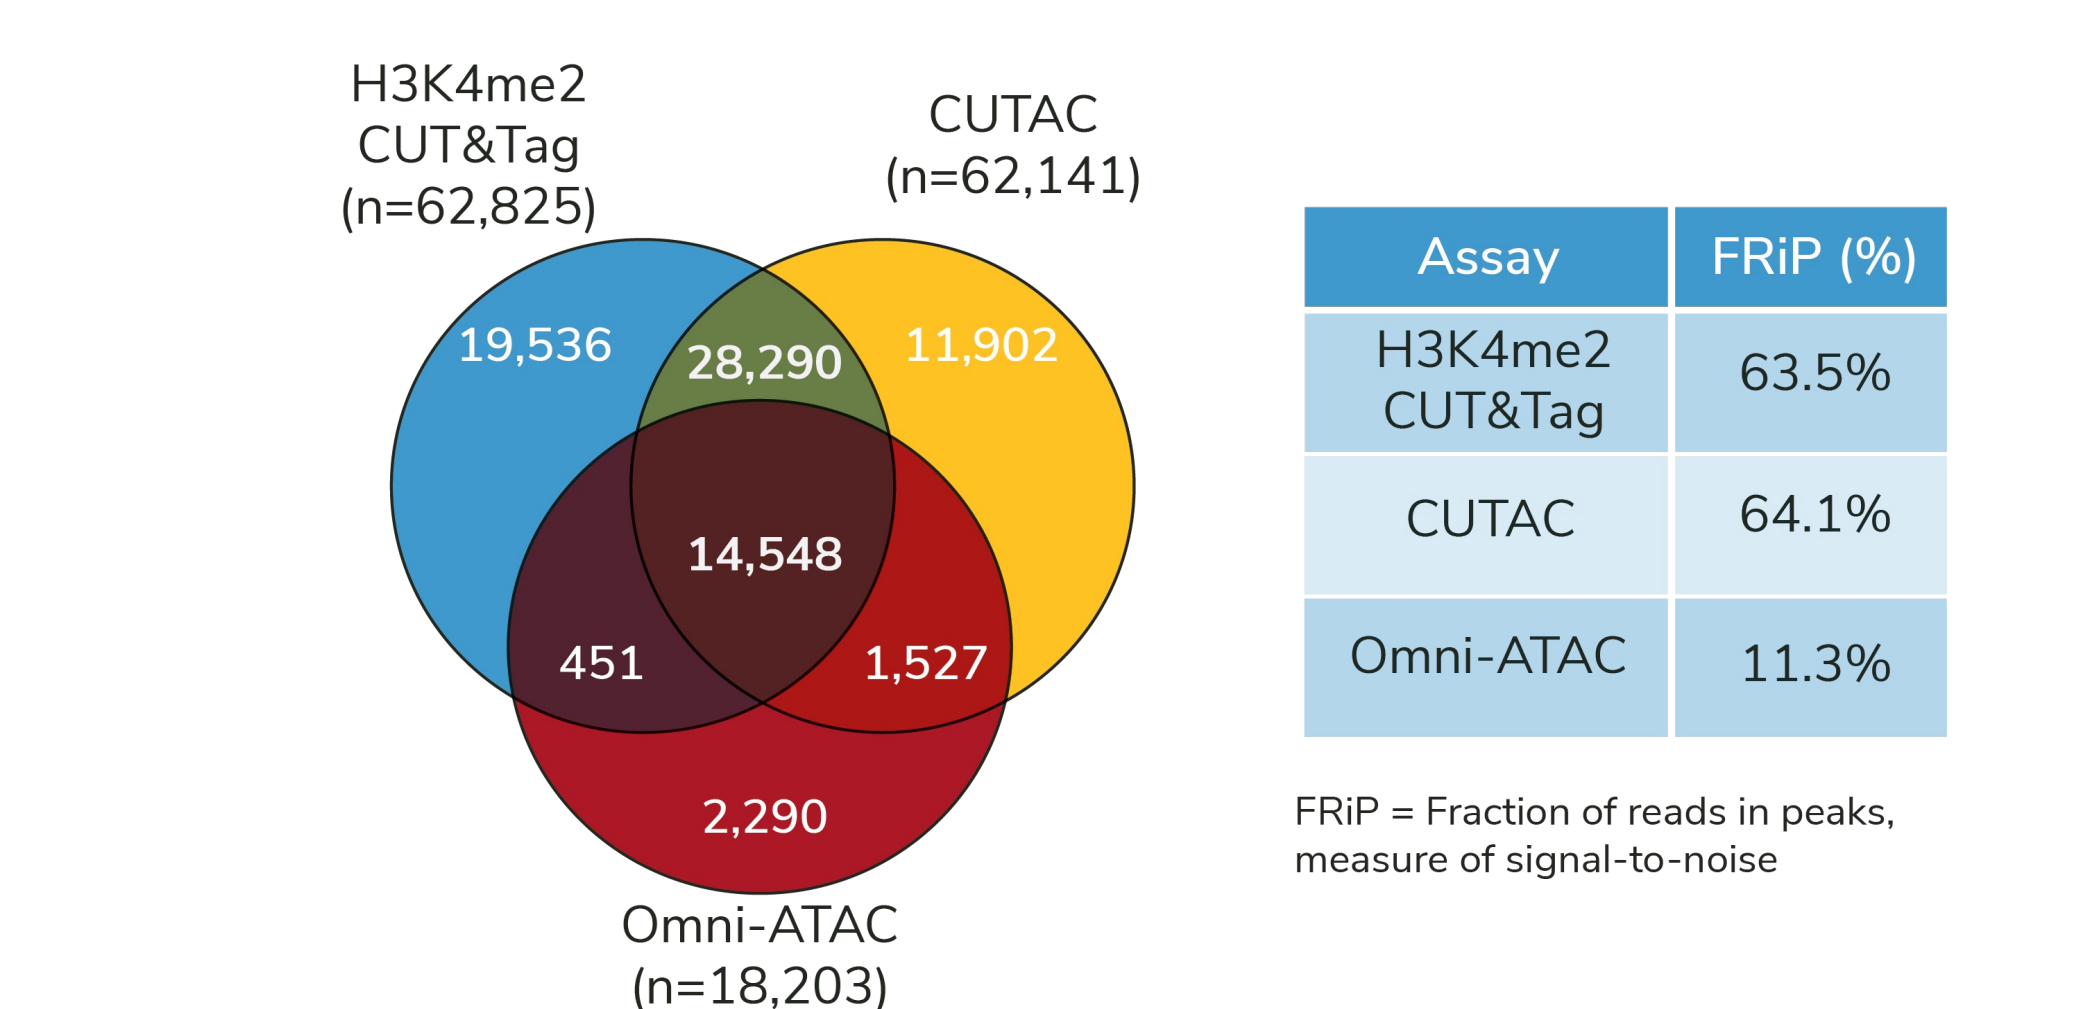 H3K4me2
CUT&Tag
(n=62,825)
CUTAC
(n=62,141)
19,536
28,290
11,902
14,548
451
1,527
2,290
Omni-ATAC
(n=18,203)
Assay
FRiP (%)
H3K4me2
CUT&Tag
63.5%
CUTAC
64.1%
Omni-ATAC
11.3%
FRiP = Fraction of reads in peaks,
measure of signal-to-noise